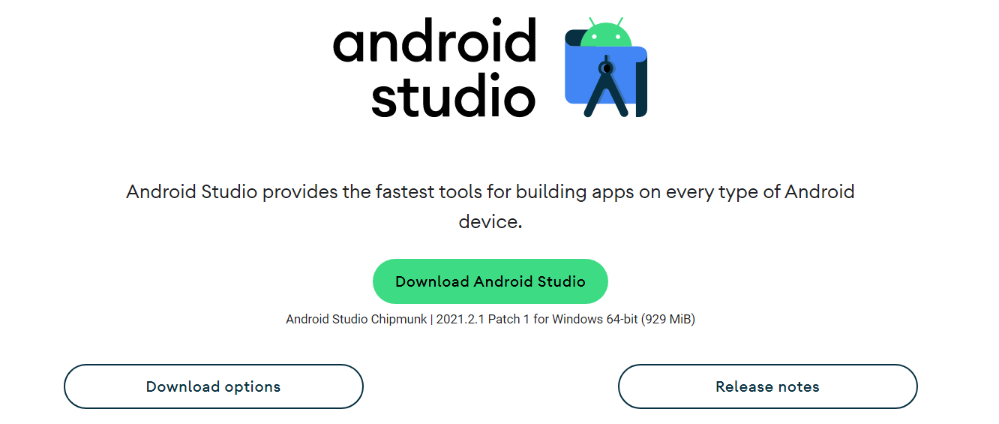 android
studio
Android Studio provides the fastest tools for building apps on every type of Android
device.
Download Android Studio
Android Studio Chipmunk | 2021.2.1 Patch 1 for Windows 64-bit (929 MiB)
Download options
Release notes